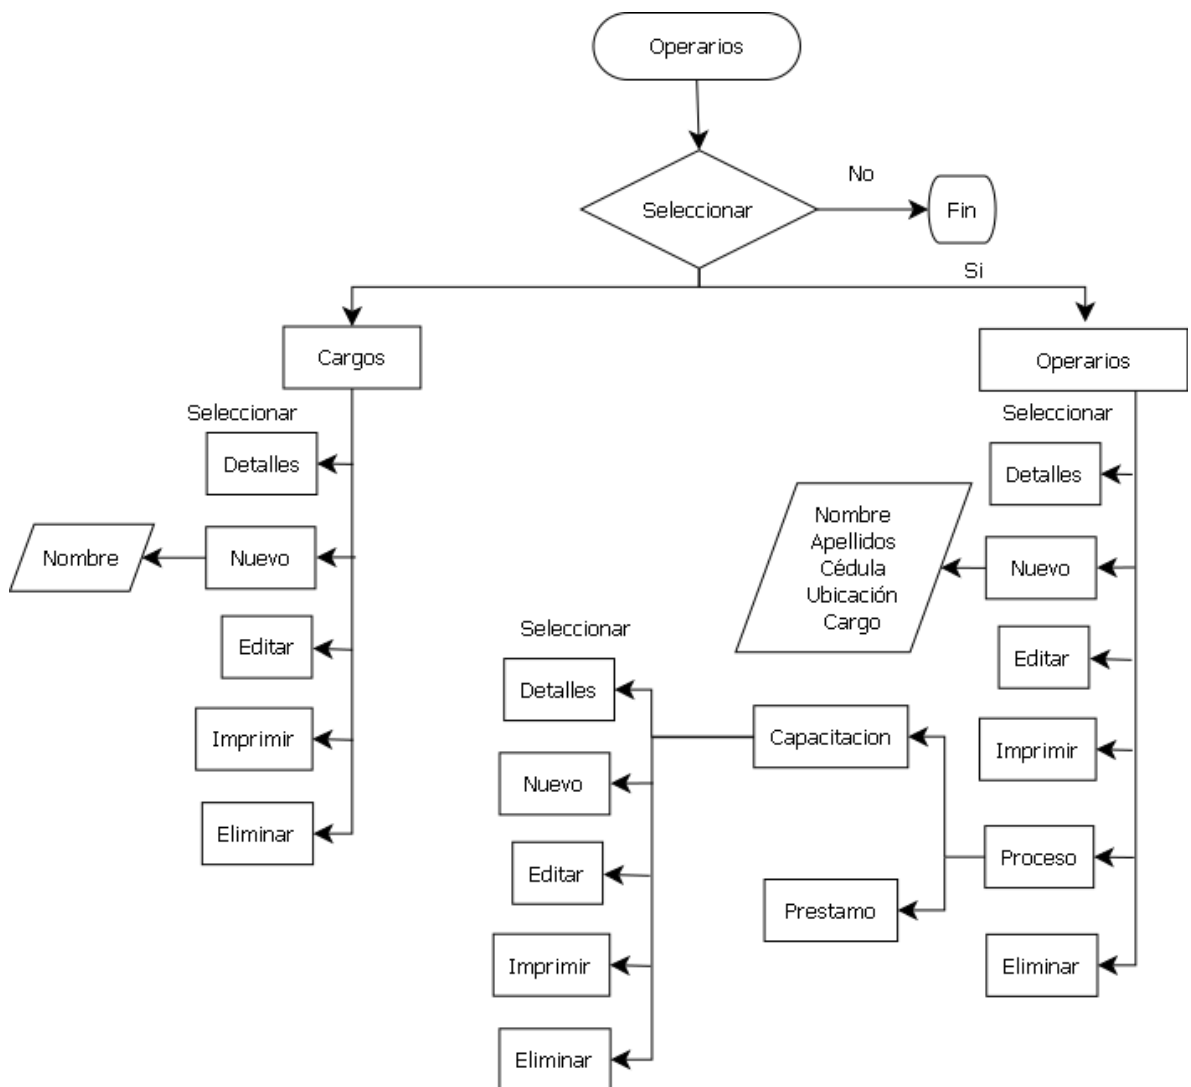 Operarios
No
Seleccionar
Fin
Si
Cargos
Operarios
Seleccionar
Detalles
Nombre
Nuevo
Editar
Imprimir
Eliminar
Seleccionar
Detalles
Nombre
Apellidos
Cédula
Ubicación
Cargo
Nuevo
Editar
Imprimir
Proceso
Eliminar
Capacitacion
Prestamo
Seleccionar
Detalles
Nuevo
Editar
Imprimir
Eliminar